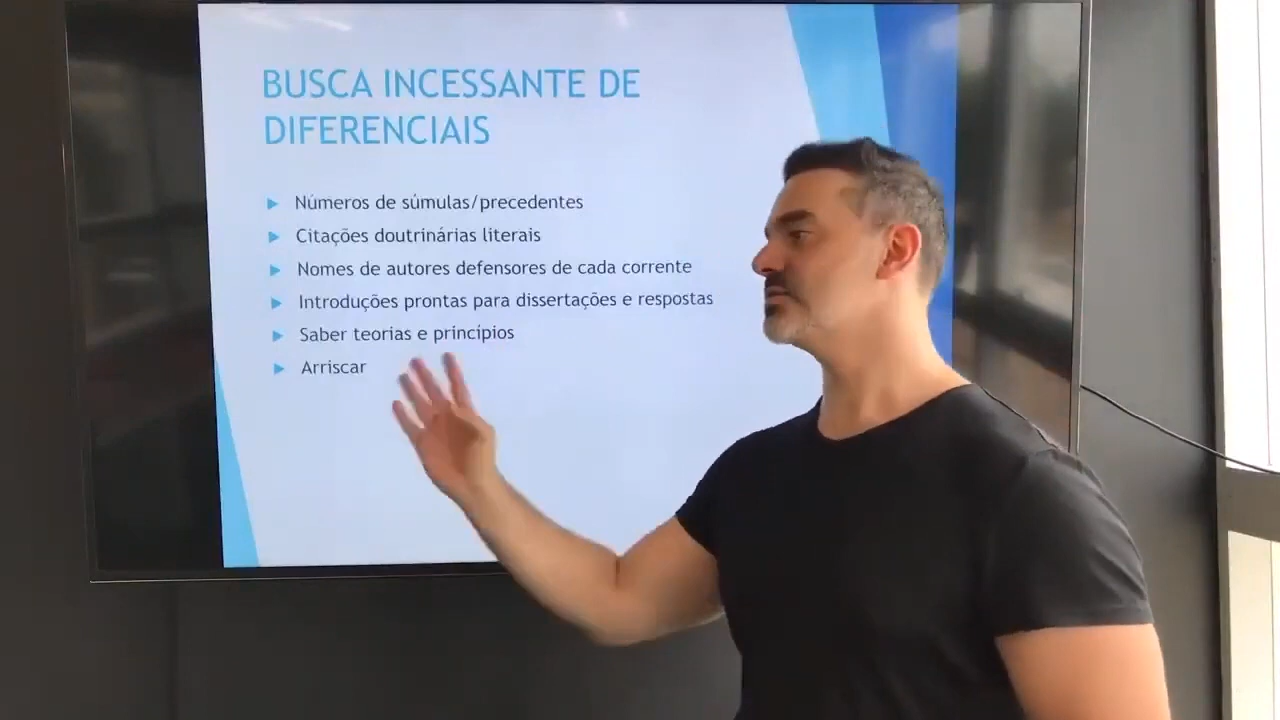 BUSCA INCESSANTE DE
DIFERENCIAIS
Números de súmulas/precedentes
Citações doutrinárias literais
Nomes de autores defensores de cada corrente
Introduções prontas para dissertações e respostas
Saber teorias e princípios
Arriscar